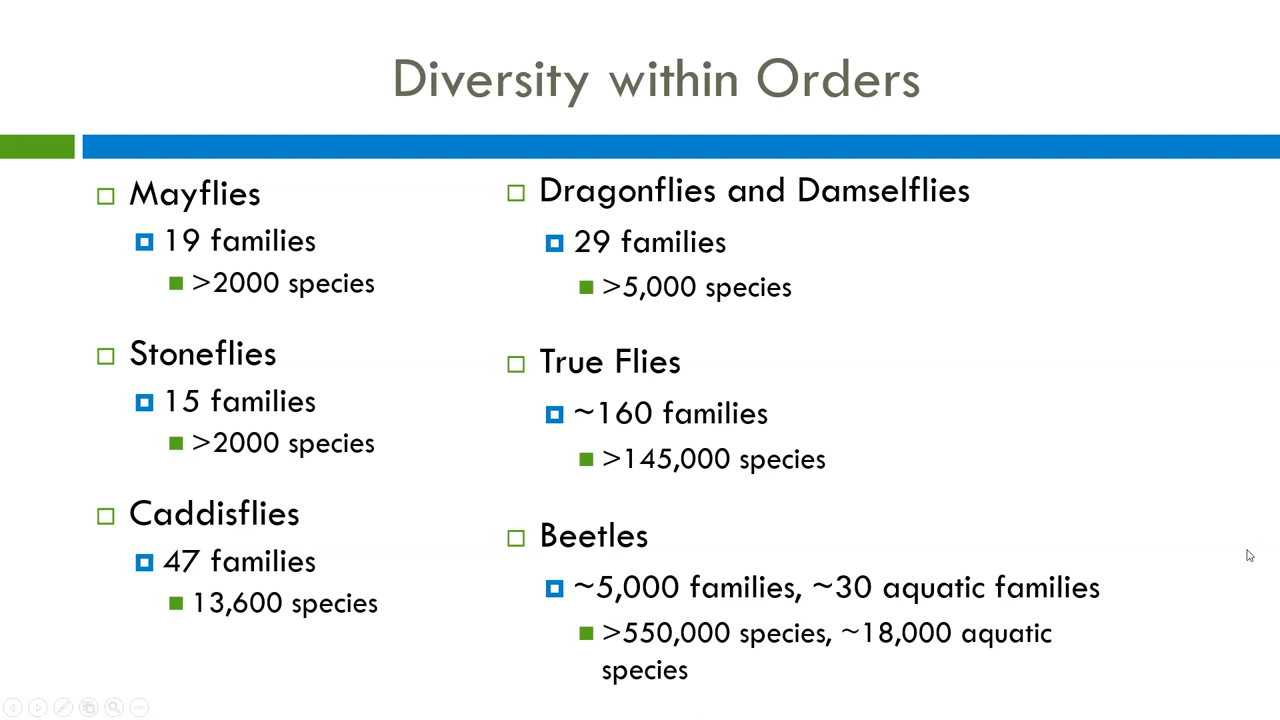 Diversity within Orders
Mayflies
19 families
>2000 species
Stoneflies
15 families
>2000 species
Caddisflies
47 families
13,600 species
Dragonflies and Damselflies
29 families
>5,000 species
True Flies
~160 families
>145,000 species
Beetles
~5,000 families, ~30 aquatic families
>550,000 species, ~18,000 aquatic
species